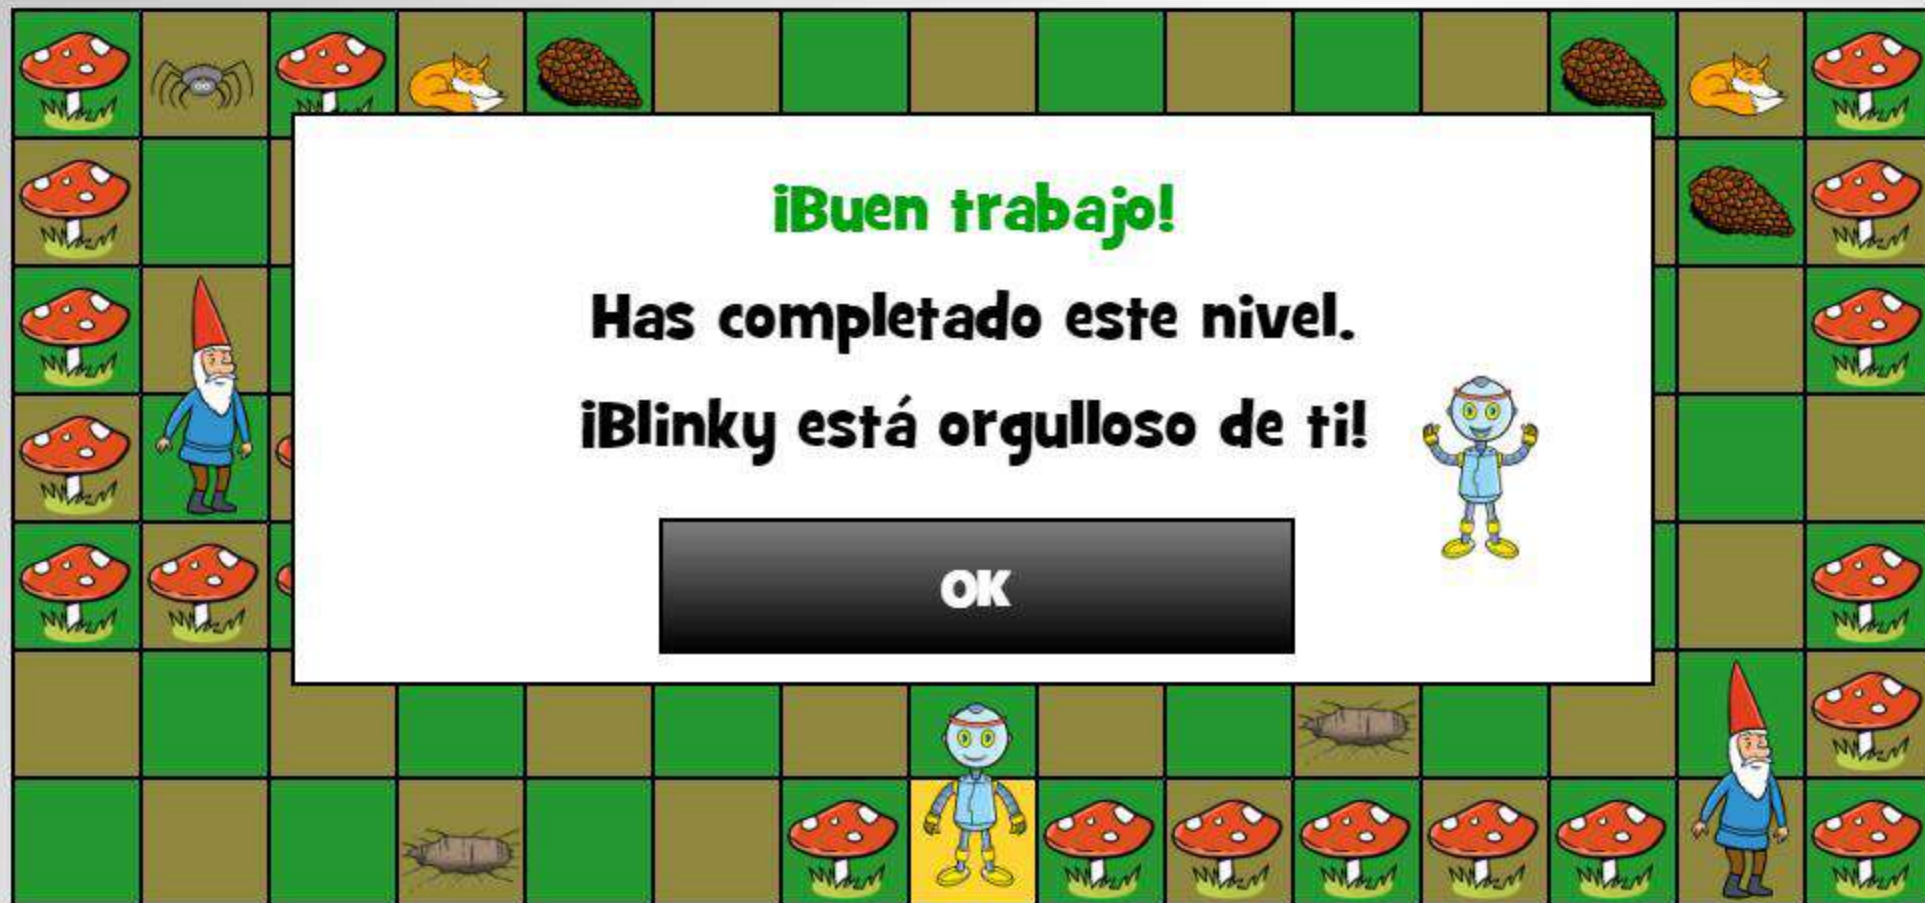 ¡Buen trabajo!
Has completado este nivel.
¡Blinky está orgulloso de ti!
OK